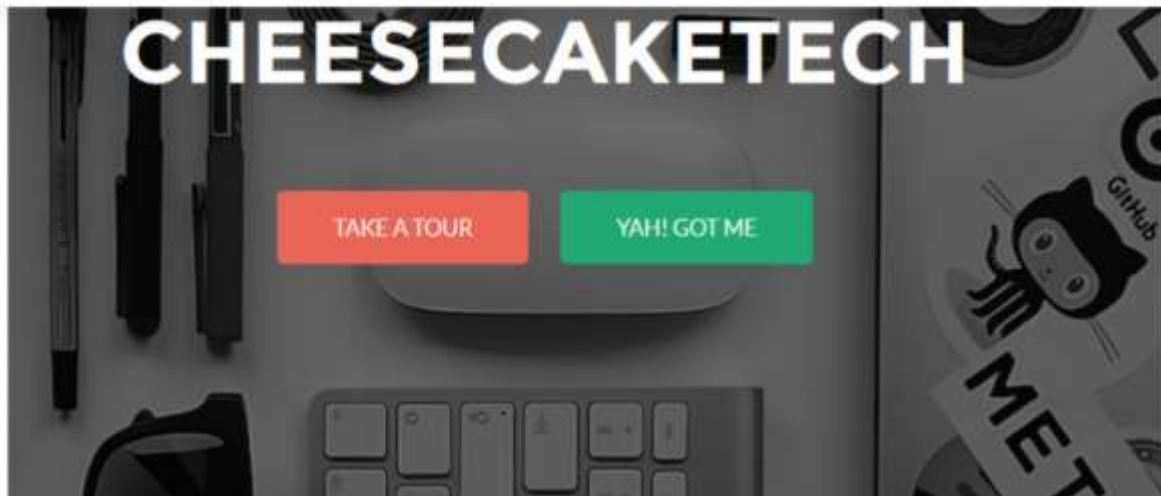 CHEESECAKETECH
TAKE A TOUR
YAH! GOT ME
GitHub
MET